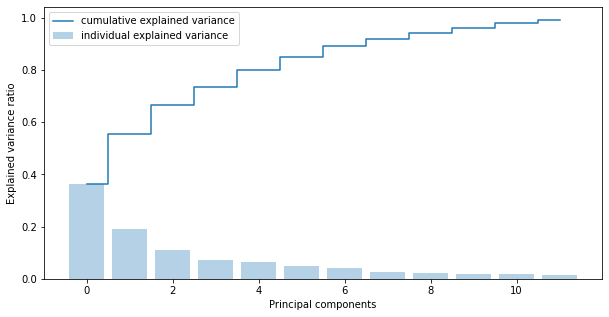 cumulative explained variance
individual explained variance
1.0
0.8
0.6
0.4
0.2
0.0
Explained variance ratio
0 2 4 6 8 10
Principal components